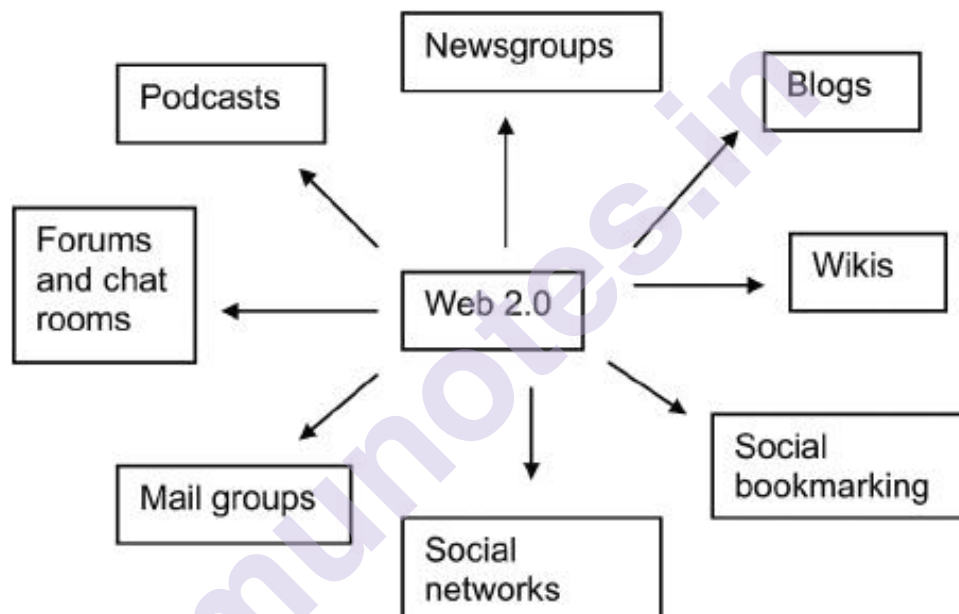 Newsgroups
Blogs
Podcasts
Forums
and chat
rooms
Wikis
Web 2.0
Social
bookmarking
Mail groups
Social
networks
munotes.in